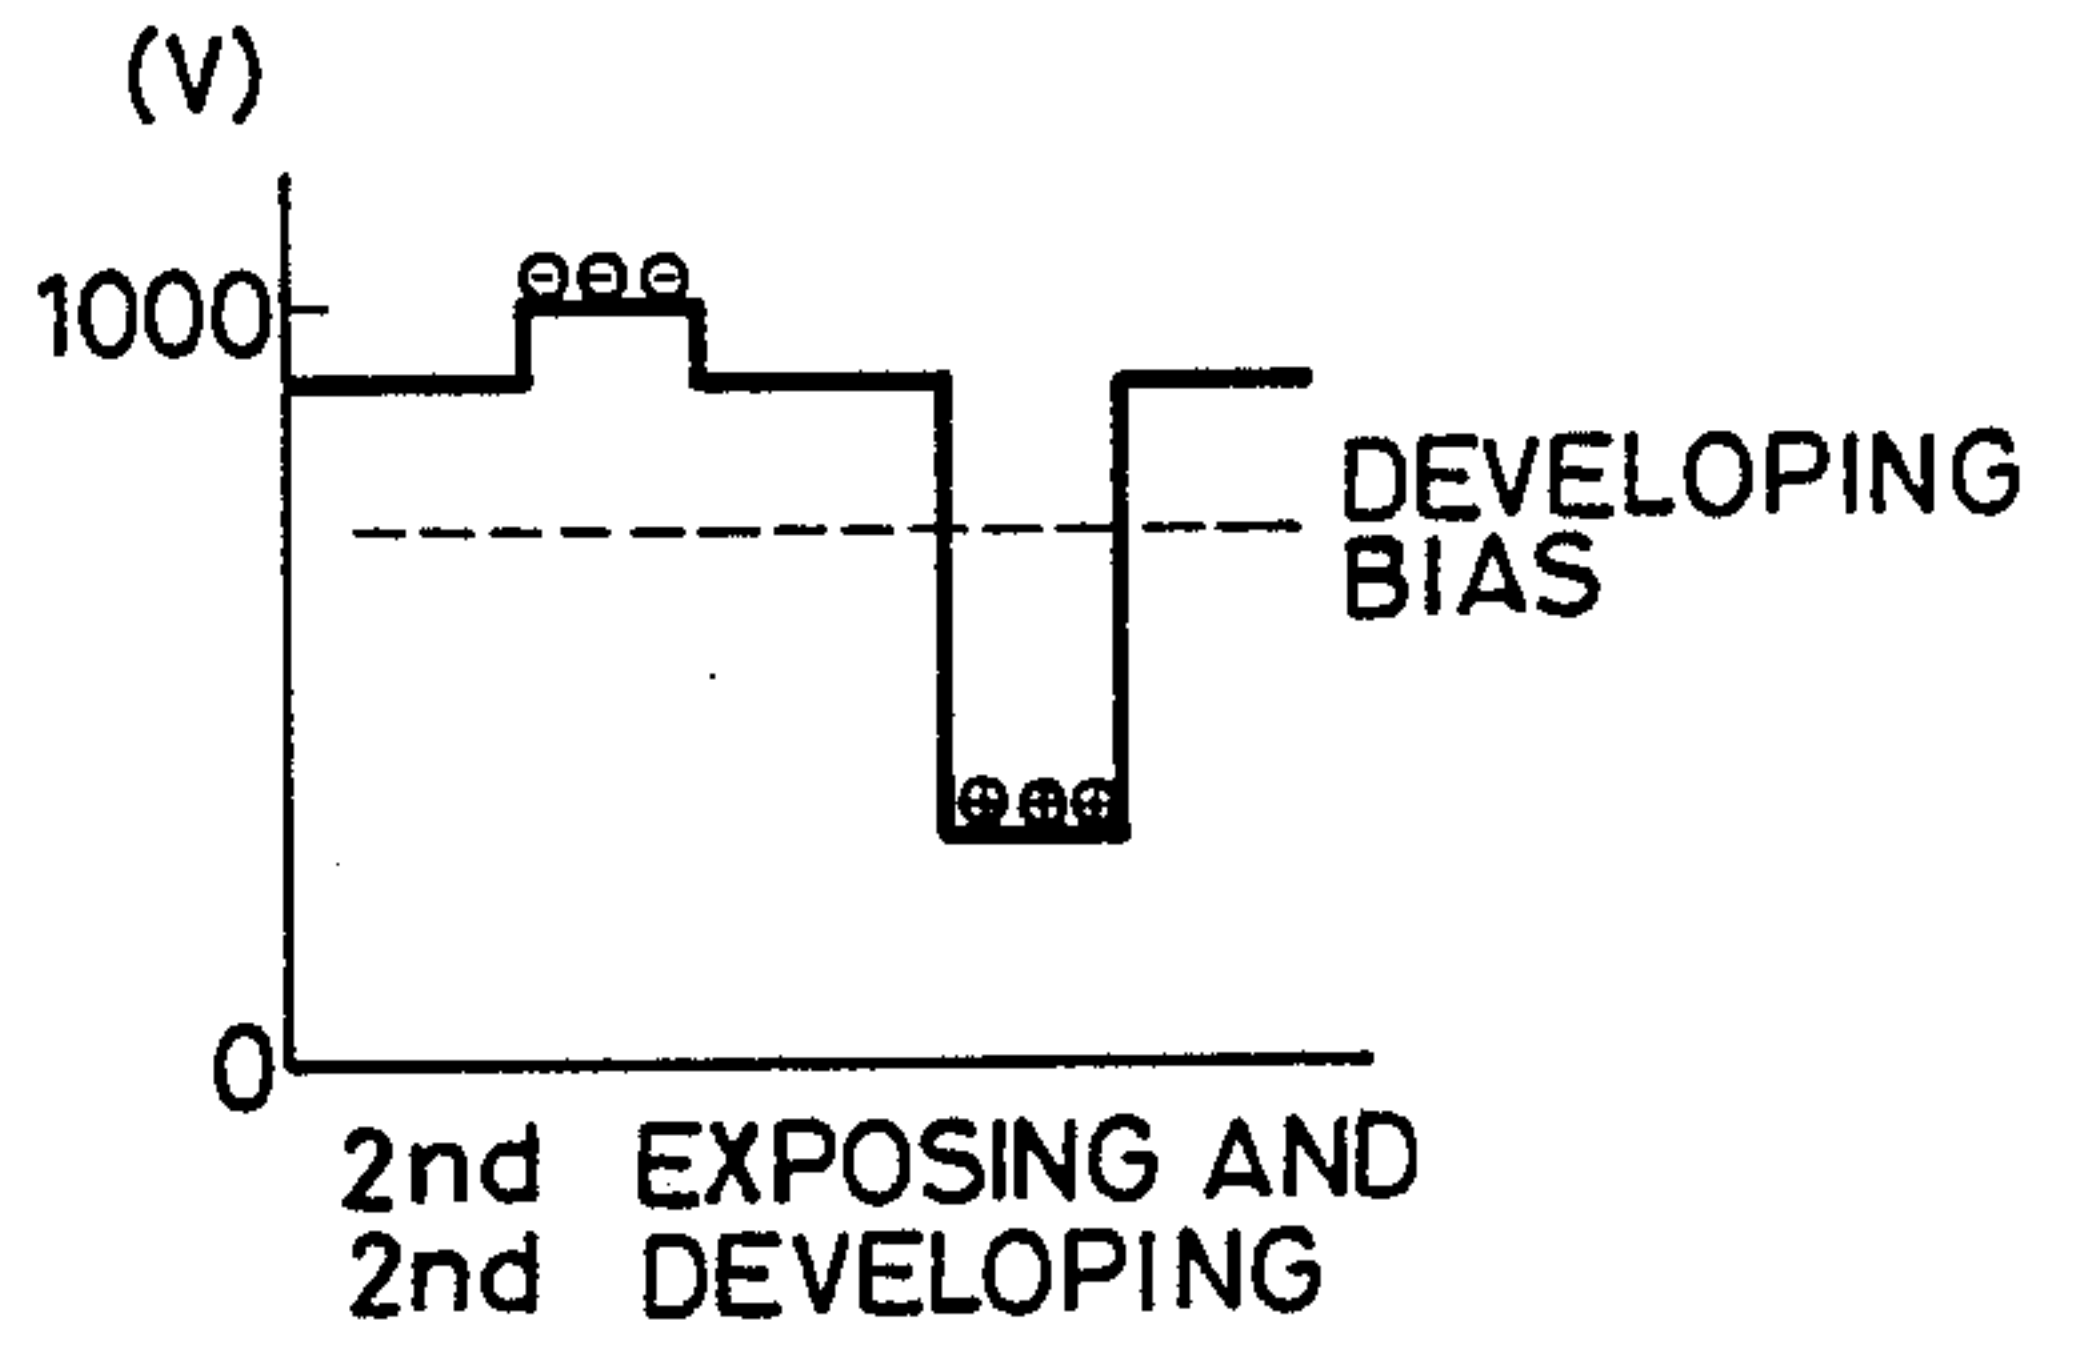 (V)
1000
⊖⊖⊖
DEVELOPING
BIAS
⊕⊕⊕
0
2nd EXPOSING AND
2nd DEVELOPING